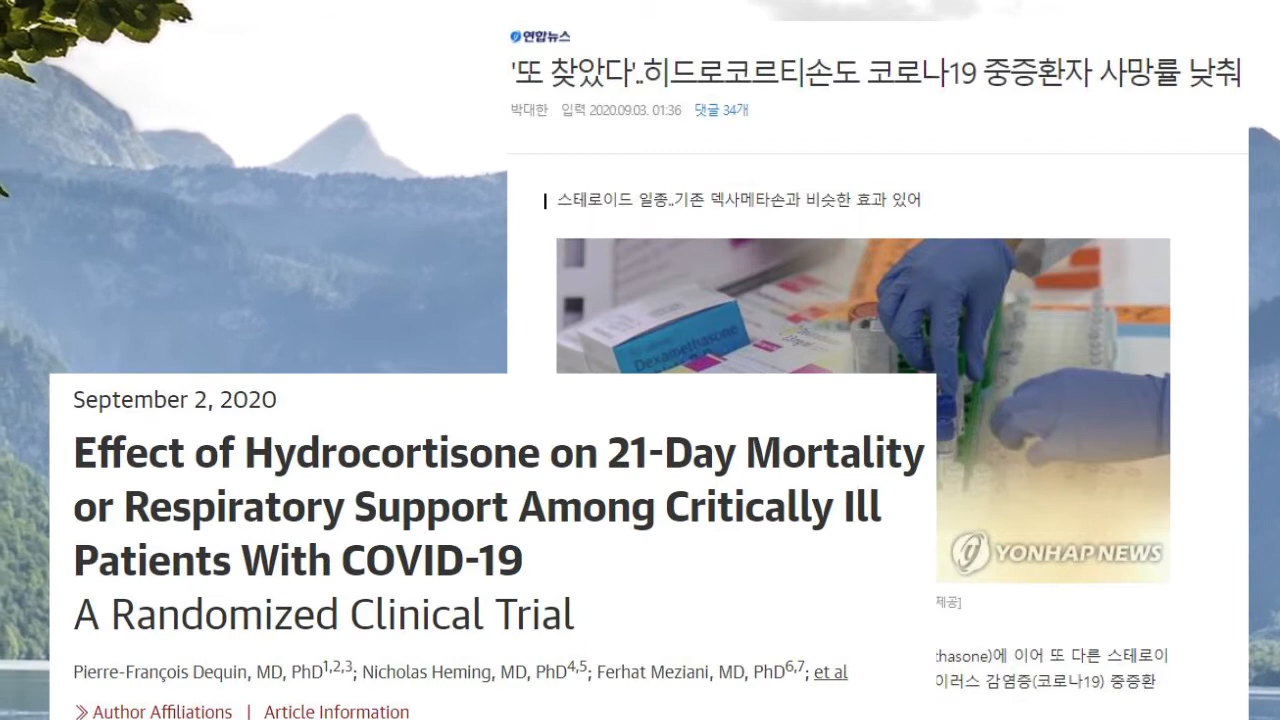 연합뉴스
'또 찾았다'..히드로코르티손도 코로나19 중증환자 사망률 낮춰
박대한 입력 2020.09.03. 01:36 댓글 34개
스테로이드 일종..기존 덱사메타손과 비슷한 효과 있어
Dexamethasone
YONHAP NEWS
제공]
hasone)에 이어 또 다른 스테로이
이러스 감염증(코로나19) 중증환
September 2, 2020
Effect of Hydrocortisone on 21-Day Mortality
or Respiratory Support Among Critically Ill
Patients With COVID-19
A Randomized Clinical Trial
Pierre-François Dequin, MD, PhD1,2,3; Nicholas Heming, MD, PhD4,5; Ferhat Meziani, MD, PhD6,7; et al
Author Affiliations | Article Information